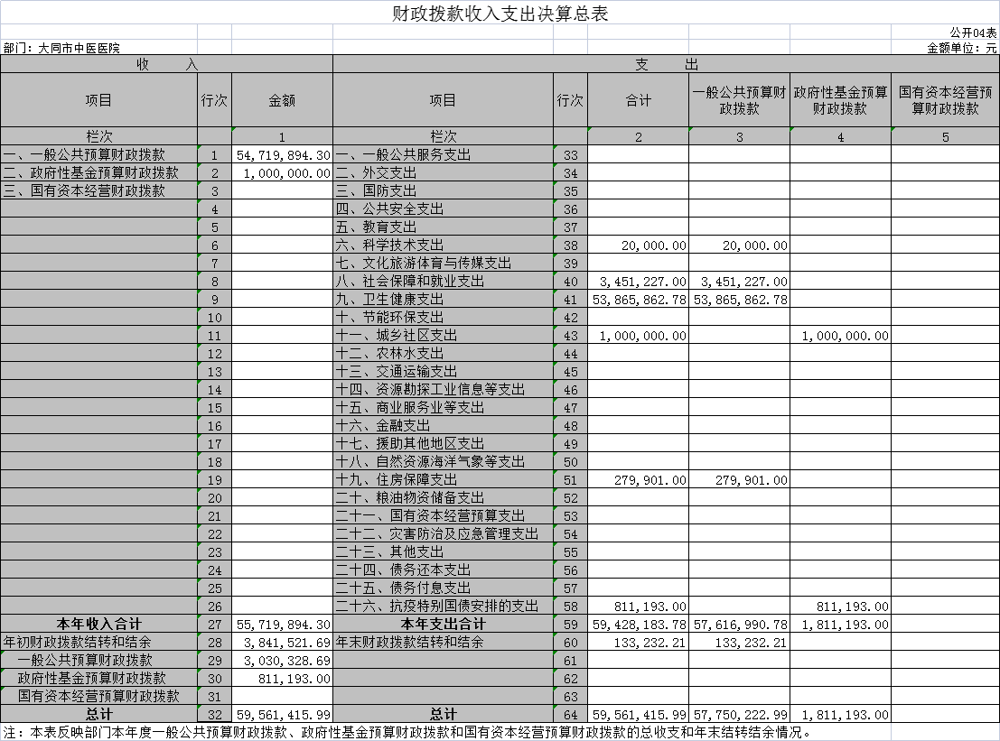 财政拨款收入支出决算总表
公开04表
部门：大同市中医医院 金额单位：元
收 入 支 出
项目 行次 金额 项目 行次 合计 一般公共预算财政拨款 政府性基金预算财政拨款 国有资本经营预算财政拨款
栏次 1 栏次 2 3 4 5
一、一般公共预算财政拨款 1 54,719,894.30 一、一般公共服务支出 33
二、政府性基金预算财政拨款 2 1,000,000.00 二、外交支出 34
三、国有资本经营财政拨款 3 三、国防支出 35
4 四、公共安全支出 36
5 五、教育支出 37
6 六、科学技术支出 38 20,000.00 20,000.00
7 七、文化旅游体育与传媒支出 39
8 八、社会保障和就业支出 40 3,451,227.00 3,451,227.00
9 九、卫生健康支出 41 53,865,862.78 53,865,862.78
10 十、节能环保支出 42
11 十一、城乡社区支出 43 1,000,000.00 1,000,000.00
12 十二、农林水支出 44
13 十三、交通运输支出 45
14 十四、资源勘探工业信息等支出 46
15 十五、商业服务业等支出 47
16 十六、金融支出 48
17 十七、援助其他地区支出 49
18 十八、自然资源海洋气象等支出 50
19 十九、住房保障支出 51 279,901.00 279,901.00
20 二十、粮油物资储备支出 52
21 二十一、国有资本经营预算支出 53
22 二十二、灾害防治及应急管理支出 54
23 二十三、其他支出 55
24 二十四、债务还本支出 56
25 二十五、债务付息支出 57
26 二十六、抗疫特别国债安排的支出 58 811,193.00 811,193.00
本年收入合计 27 55,719,894.30 本年支出合计 59 59,428,183.78 57,616,990.78 1,811,193.00
年初财政拨款结转和结余 28 3,841,521.69 年末财政拨款结转和结余 60 133,232.21 133,232.21
一般公共预算财政拨款 29 3,030,328.69 61
政府性基金预算财政拨款 30 811,193.00 62
国有资本经营预算财政拨款 31 63
总计 32 59,561,415.99 总计 64 59,561,415.99 57,750,222.99 1,811,193.00
注：本表反映部门本年度一般公共预算财政拨款、政府性基金预算财政拨款和国有资本经营预算财政拨款的总收支和年末结转结余情况。